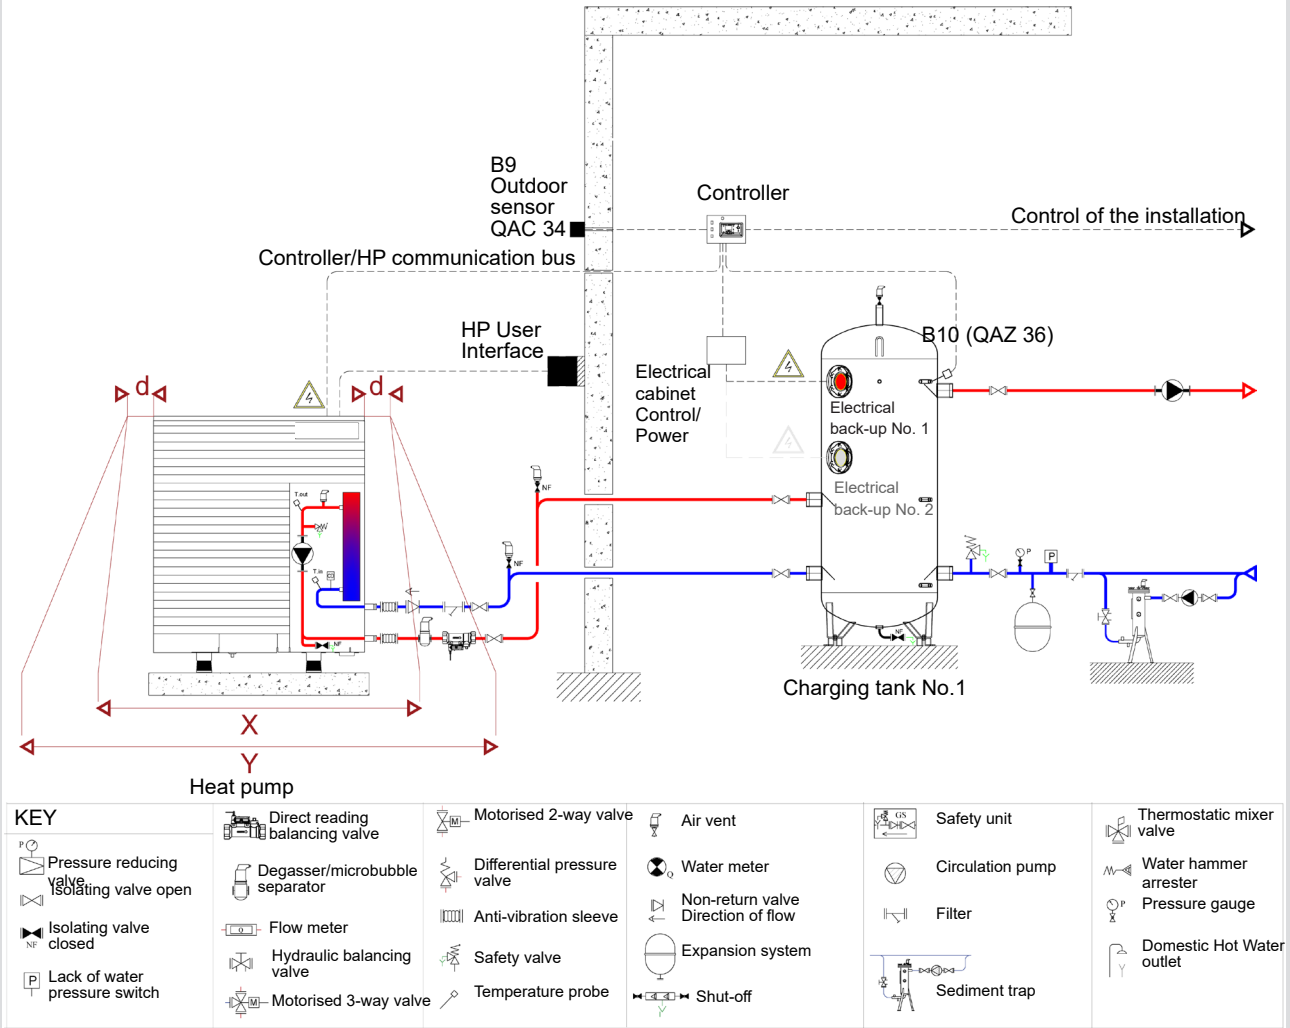 B9
Outdoor
sensor
QAC 34
Controller
Control of the installation
Controller/HP communication bus
HP User
Interface
B10 (QAZ 36)
Electrical
cabinet
Control/
Power
Electrical
back-up No. 1
Electrical
back-up No. 2
d
d
T.out
T.in
NF
NF
NF
NF
P
P
Charging tank No.1
X
Y
Heat pump
KEY
P
Pressure reducing
valve
Isolating valve open
NF
Isolating valve
closed
P
Lack of water
pressure switch
Direct reading
balancing valve
Degasser/microbubble
separator
Q
Flow meter
Hydraulic balancing
valve
M
Motorised 3-way valve
M
Motorised 2-way valve
Differential pressure
valve
Anti-vibration sleeve
Safety valve
Temperature probe
Air vent
Q
Water meter
Non-return valve
Direction of flow
Expansion system
Shut-off
GS
Safety unit
Circulation pump
Filter
Sediment trap
Thermostatic mixer
valve
Water hammer
arrester
P
Pressure gauge
Domestic Hot Water
outlet